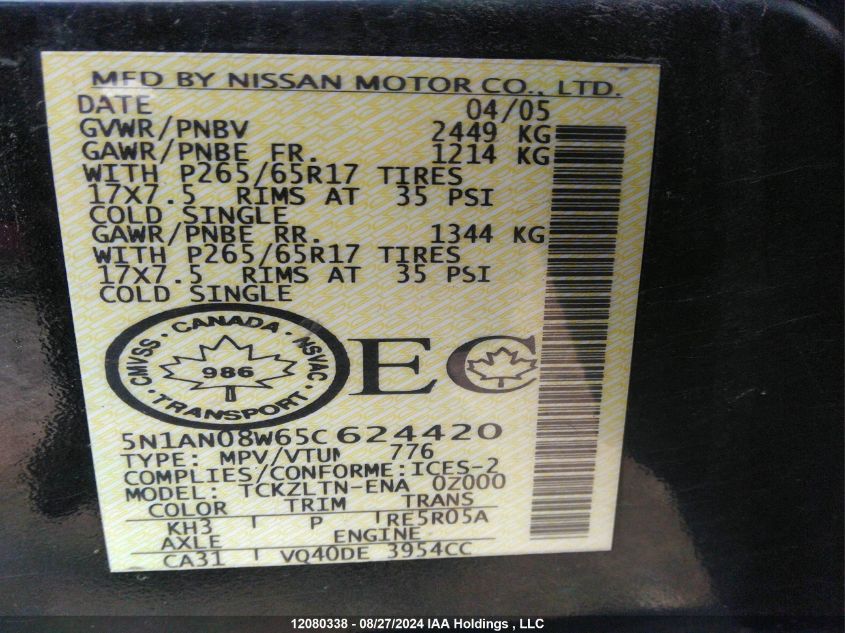 MFD BY NISSAN MOTOR CO., LTD.
DATE 04/05
GVWR/PNBV 2449 KG
GAWR/PNBE FR. 1214 KG
WITH P265/65R17 TIRES
17X7.5 RIMS AT 35 PSI
COLD SINGLE
GAWR/PNBE RR. 1344 KG
WITH P265/65R17 TIRES
17X7.5 RIMS AT 35 PSI
COLD SINGLE
CMVSS · CANADA · NSVAC · TRANSPORT ·
986
EC
5N1AN08W65C 624420
TYPE: MPV/VTUM 776
COMPLIES/CONFORME:ICES-2
MODEL: TCKZLTN-ENA 0Z000
COLOR TRIM TRANS
KH3 P RE5R05A
AXLE ENGINE
CA31 VQ40DE 3954CC
12080338 - 08/27/2024 IAA Holdings , LLC